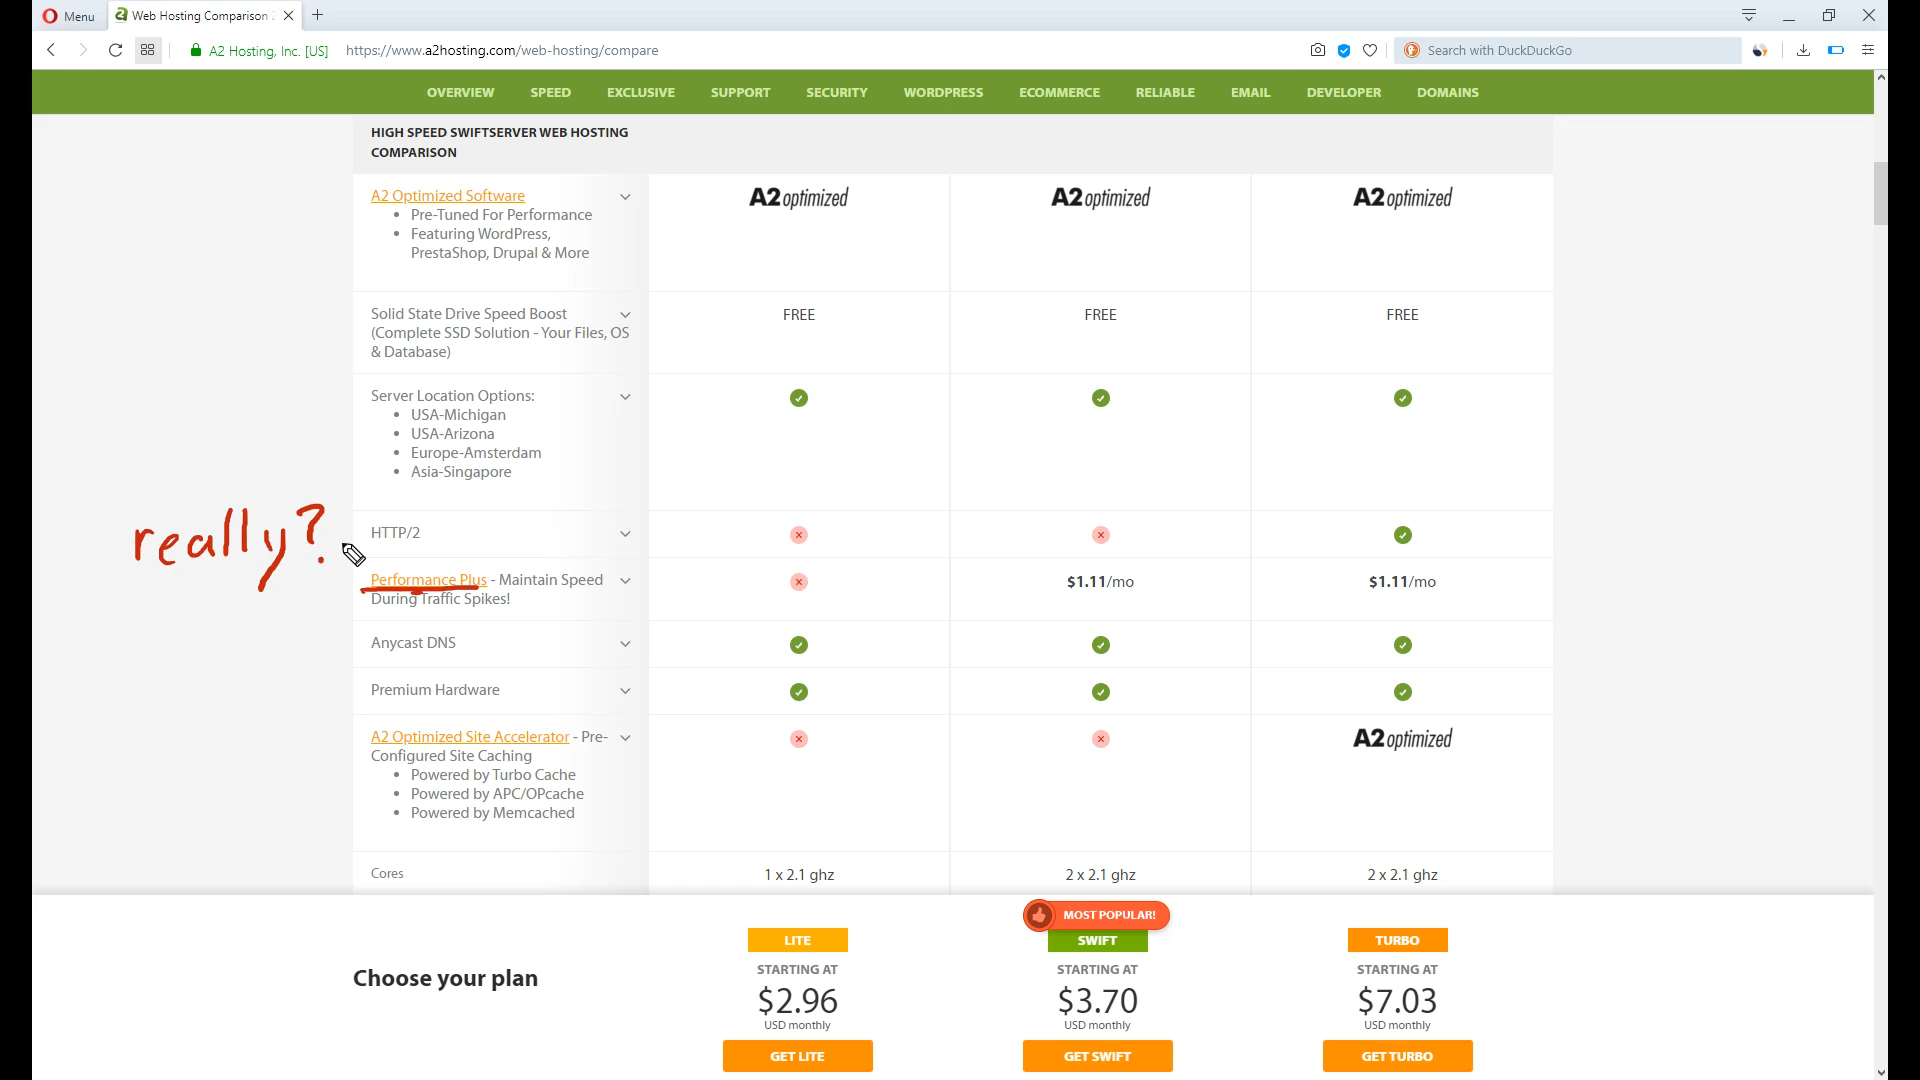 Menu
Web Hosting Comparison
A2 Hosting, Inc. [US]
https://www.a2hosting.com/web-hosting/compare
Search with DuckDuckGo
OVERVIEW SPEED EXCLUSIVE SUPPORT SECURITY WORDPRESS ECOMMERCE RELIABLE EMAIL DEVELOPER DOMAINS
HIGH SPEED SWIFTSERVER WEB HOSTING
COMPARISON
A2 Optimized Software
• Pre-Tuned For Performance
• Featuring WordPress,
PrestaShop, Drupal & More
A2 optimized A2 optimized A2 optimized
Solid State Drive Speed Boost
(Complete SSD Solution - Your Files, OS
& Database)
FREE FREE FREE
Server Location Options:
• USA-Michigan
• USA-Arizona
• Europe-Amsterdam
• Asia-Singapore
really?
HTTP/2
Performance Plus - Maintain Speed
During Traffic Spikes!
$1.11/mo $1.11/mo
Anycast DNS
Premium Hardware
A2 Optimized Site Accelerator - Pre-
Configured Site Caching
• Powered by Turbo Cache
• Powered by APC/OPcache
• Powered by Memcached
A2 optimized
Cores 1 x 2.1 ghz 2 x 2.1 ghz 2 x 2.1 ghz
MOST POPULAR!
Choose your plan
LITE
STARTING AT
$2.96
USD monthly
GET LITE
SWIFT
STARTING AT
$3.70
USD monthly
GET SWIFT
TURBO
STARTING AT
$7.03
USD monthly
GET TURBO